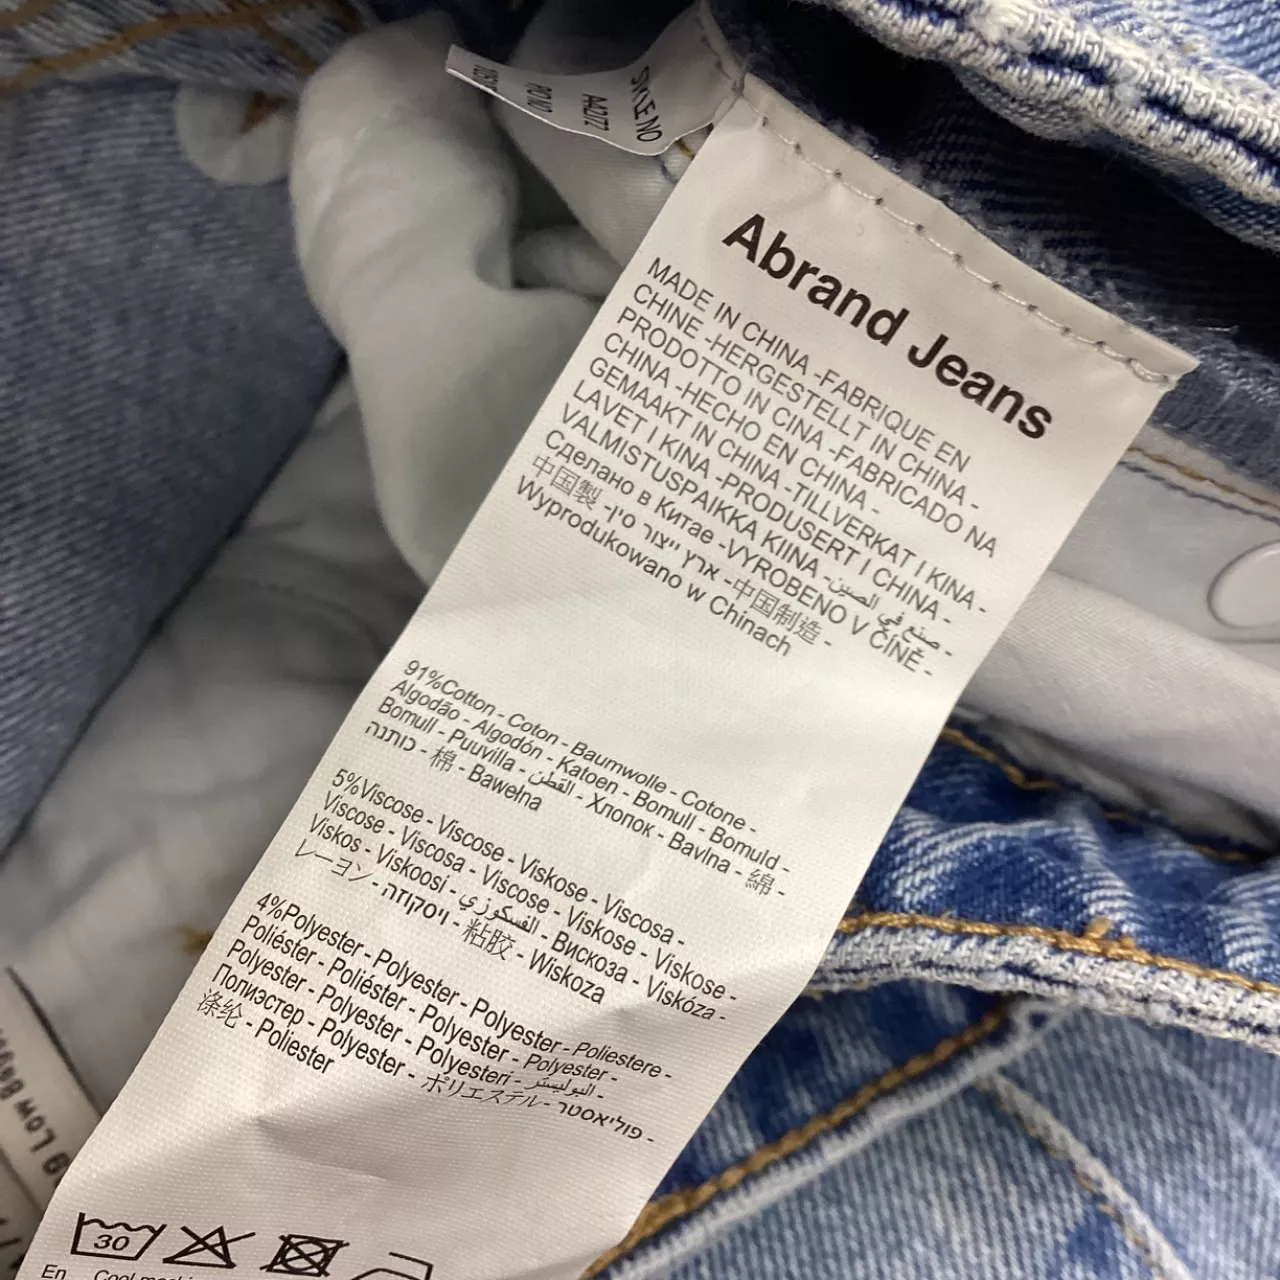 STYLE NO
A42J72
Abrand Jeans
MADE IN CHINA -FABRIQUE EN
CHINE -HERGESTELLT IN CHINA -
PRODOTTO IN CINA -FABRICADO NA
CHINA -HECHO EN CHINA -
GEMAAKT IN CHINA -TILLVERKAT I KINA -
LAVET I KINA -PRODUSERT I CHINA -
VALMISTUSPAIKKA KIINA -صنع في الصين -
Сделано в Китае -VYROBENO V ČÍNĚ -
中国製 -ארץ ייצור סין -中国制造 -
Wyprodukowano w Chinach
91%Cotton - Coton - Baumwolle - Cotone -
Algodão - Algodón - Katoen - Bomull - Bomuld -
Bomull - Puuvilla - القطن - Хлопок - Bavlna - 綿 -
כותנה - 棉 - Bawełna
5%Viscose - Viscose - Viskose - Viscosa -
Viscose - Viscosa - Viscose - Viskose - Viskose -
Viskos - Viskoosi - الفسكوزي - Вискоза - Viskóza -
レーヨン - ויסקוזה - 粘胶 - Wiskoza
4%Polyester - Polyester - Polyester - Poliestere -
Poliéster - Poliéster - Polyester - Polyester -
Polyester - Polyester - Polyesteri - البوليستر -
Полиэстер - Polyester - ポリエステル - פוליאסטר -
涤纶 - Poliester
30
En